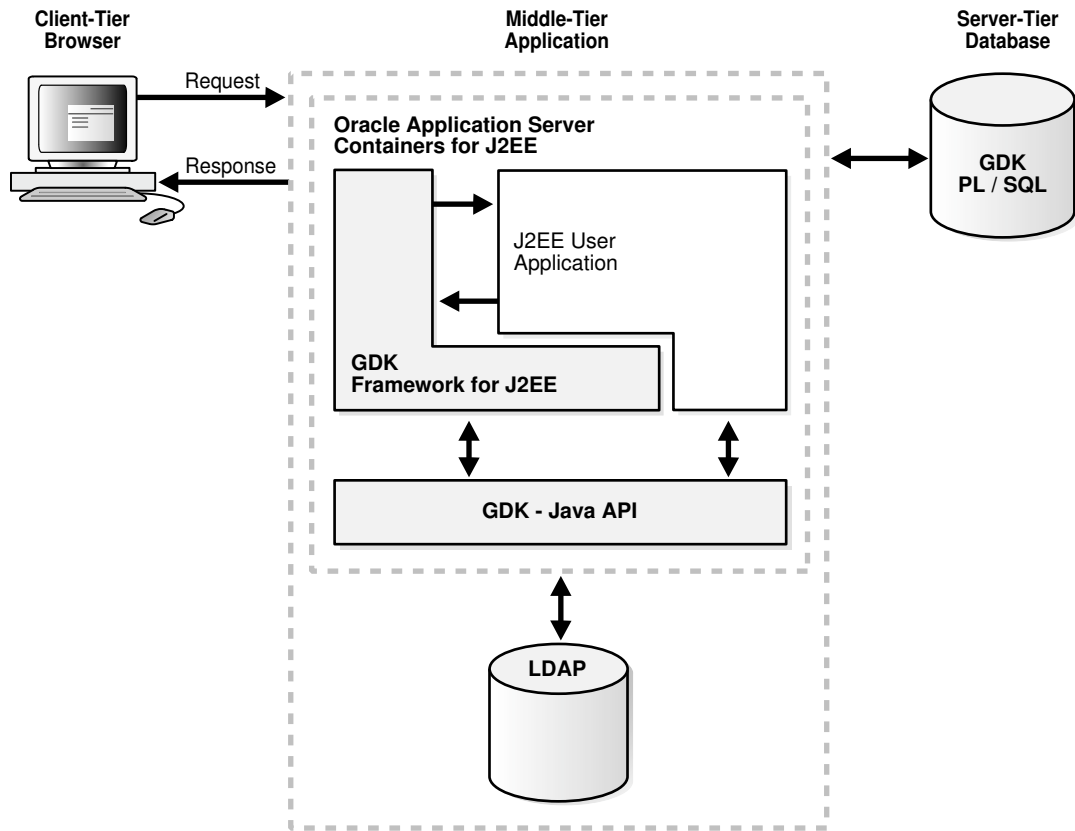 Client-Tier
Browser
Middle-Tier
Application
Server-Tier
Database
Request
Response
Oracle Application Server
Containers for J2EE
J2EE User
Application
GDK
Framework for J2EE
GDK - Java API
LDAP
GDK
PL / SQL